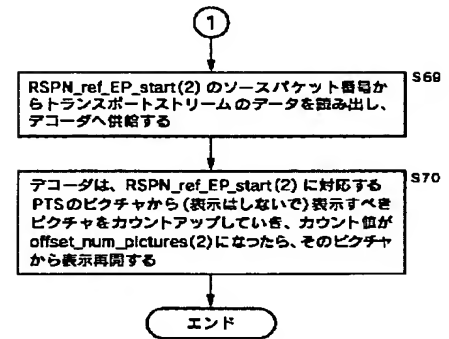 1
RSPN_ref_EP_start(2) のソースパケット番号か
らトランスポートストリームのデータを読み出し、
デコーダへ供給する
S69
デコーダは、RSPN_ref_EP_start(2) に対応する
PTSのピクチャから(表示はしないで)表示すべき
ピクチャをカウントアップしていき、カウント値が
offset_num_pictures(2)になったら、そのピクチャ
から表示再開する
S70
エンド